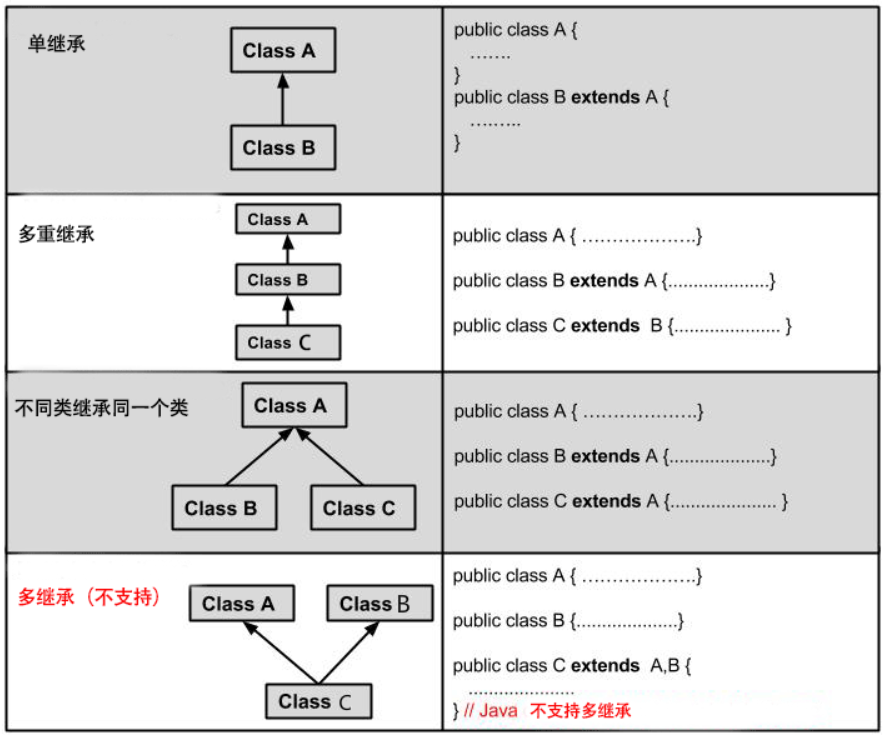 单继承
Class A
Class B
public class A {
…….
}
public class B extends A {
……...
}
多重继承
Class A
Class B
Class C
public class A { ……………….}
public class B extends A {.....................}
public class C extends B {...................... }
不同类继承同一个类
Class A
Class B
Class C
public class A { ……………….}
public class B extends A {.....................}
public class C extends A {...................... }
多继承（不支持）
Class A
Class B
Class C
public class A { ……………….}
public class B {.....................}
public class C extends A,B {
......................
} // Java 不支持多继承